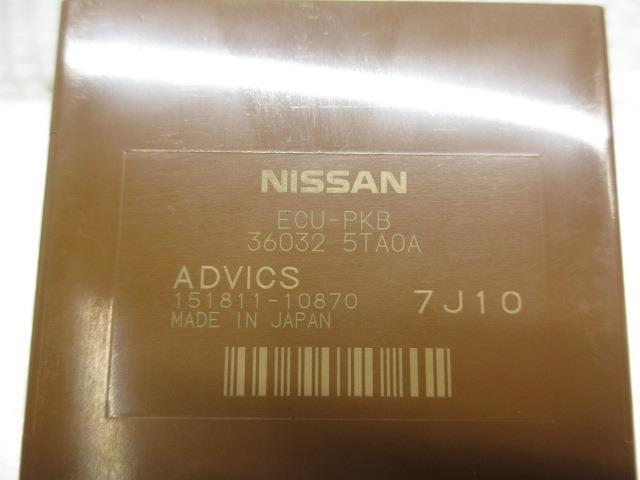 NISSAN
ECU-PKB
36032 5TA0A
ADVICS
151811-10870 7J10
MADE IN JAPAN